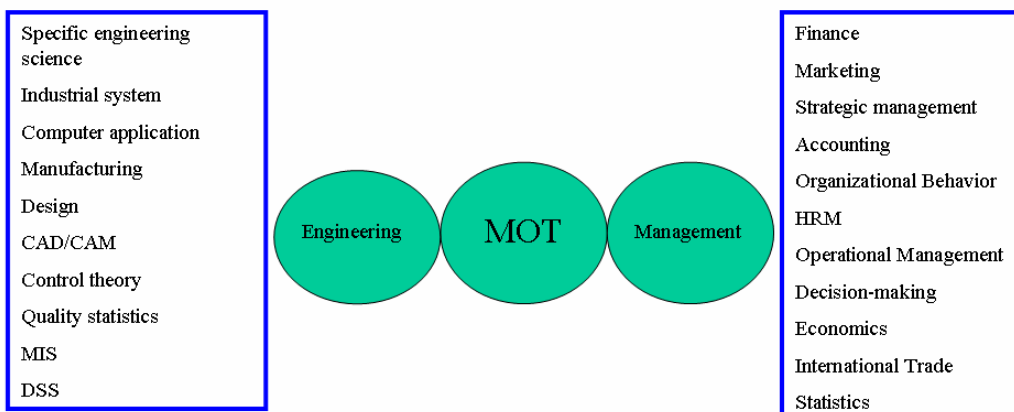 Specific engineering
science
Industrial system
Computer application
Manufacturing
Design
CAD/CAM
Control theory
Quality statistics
MIS
DSS
Engineering
MOT
Management
Finance
Marketing
Strategic management
Accounting
Organizational Behavior
HRM
Operational Management
Decision-making
Economics
International Trade
Statistics